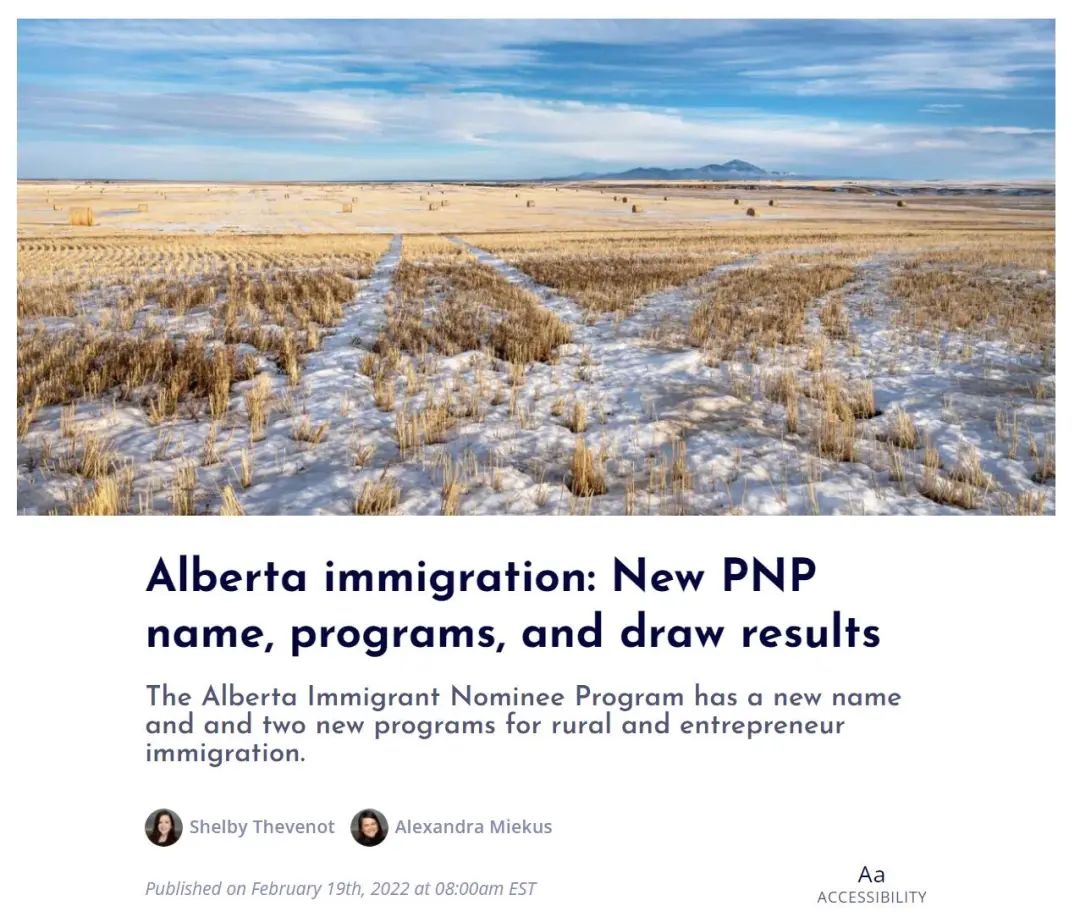 Alberta immigration: New PNP
name, programs, and draw results
The Alberta Immigrant Nominee Program has a new name
and and two new programs for rural and entrepreneur
immigration.
Shelby Thevenot Alexandra Miekus
Published on February 19th, 2022 at 08:00am EST
Aa
ACCESSIBILITY